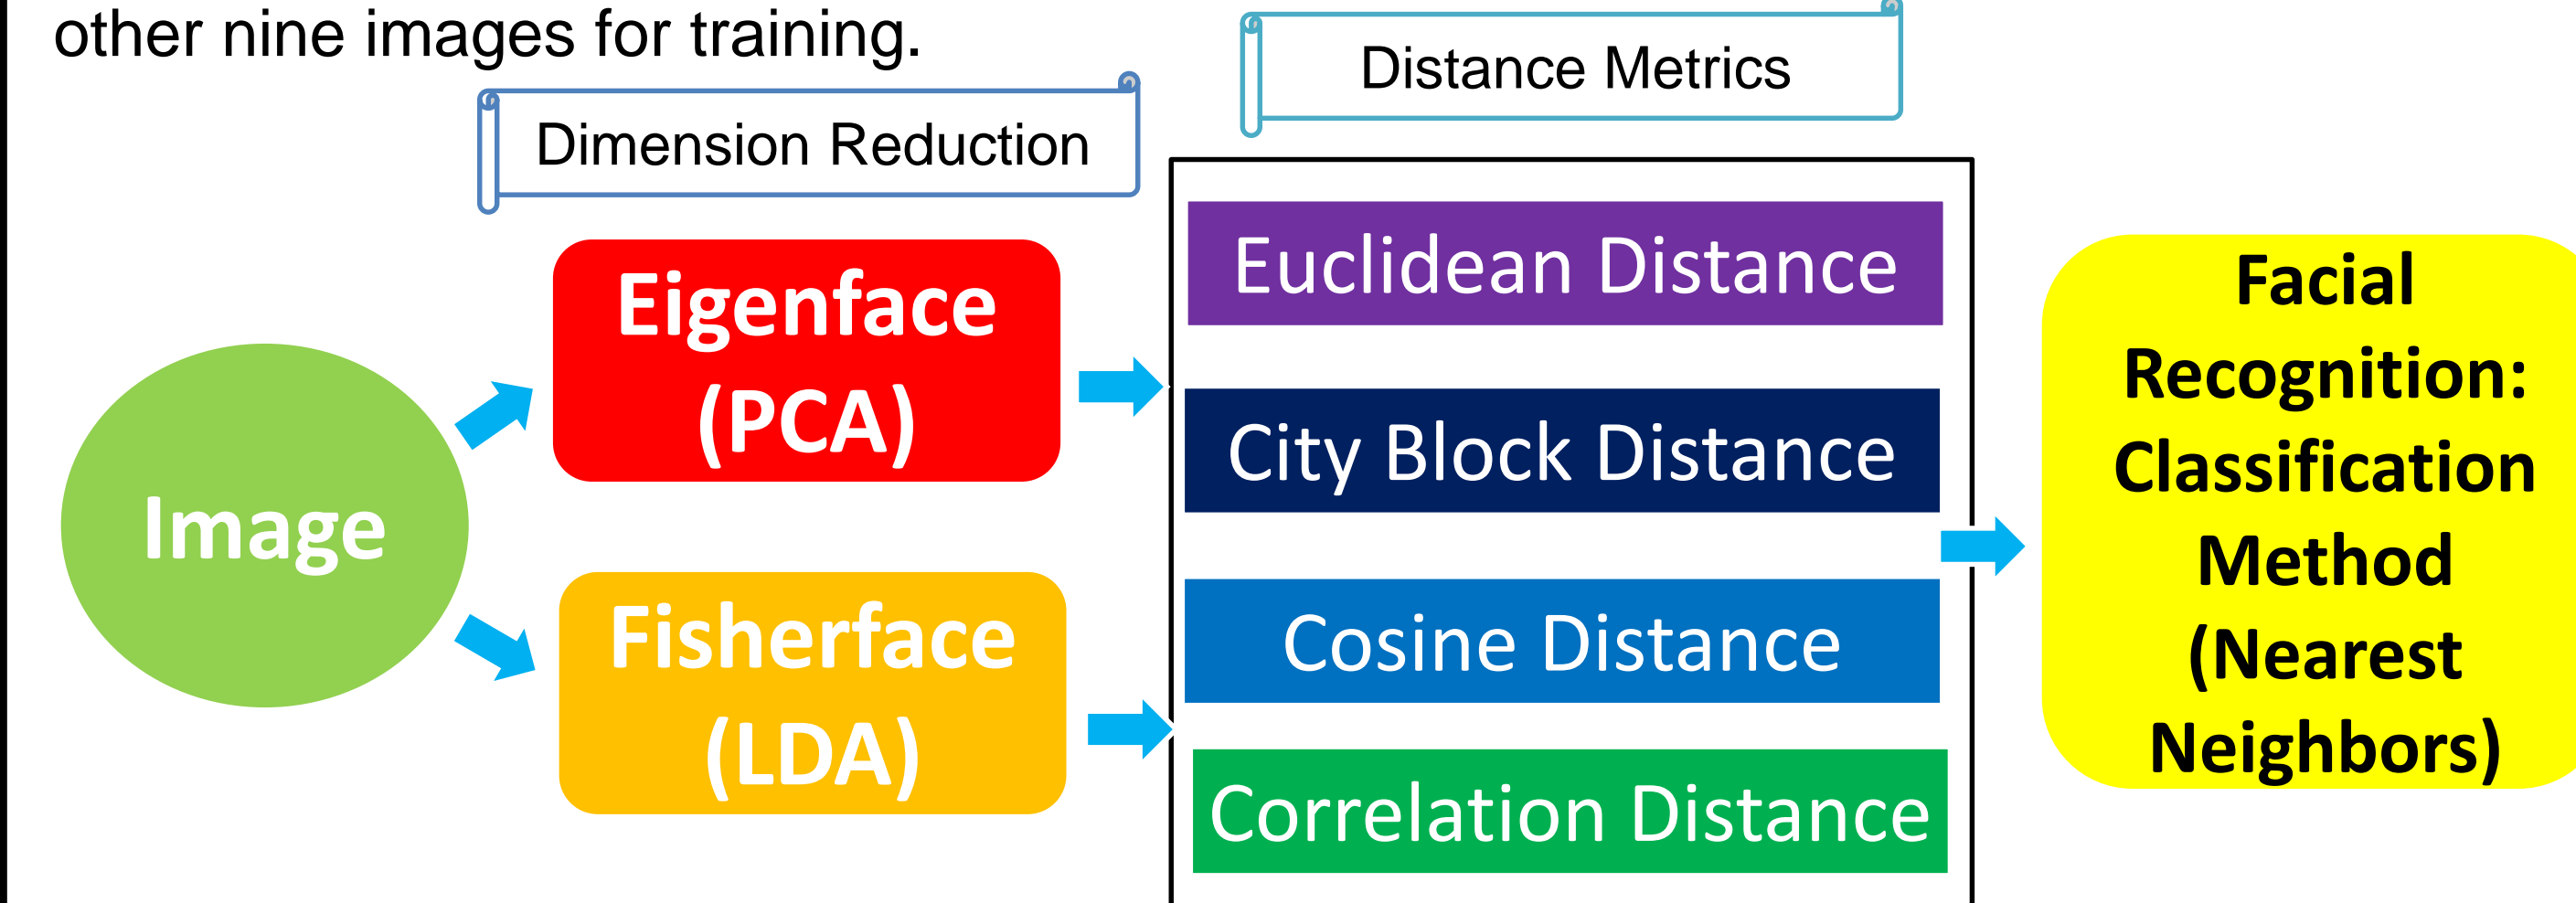 other nine images for training.
Distance Metrics
Dimension Reduction
Image
Eigenface
(PCA)
Fisherface
(LDA)
Euclidean Distance
City Block Distance
Cosine Distance
Correlation Distance
Facial
Recognition:
Classification
Method
(Nearest
Neighbors)